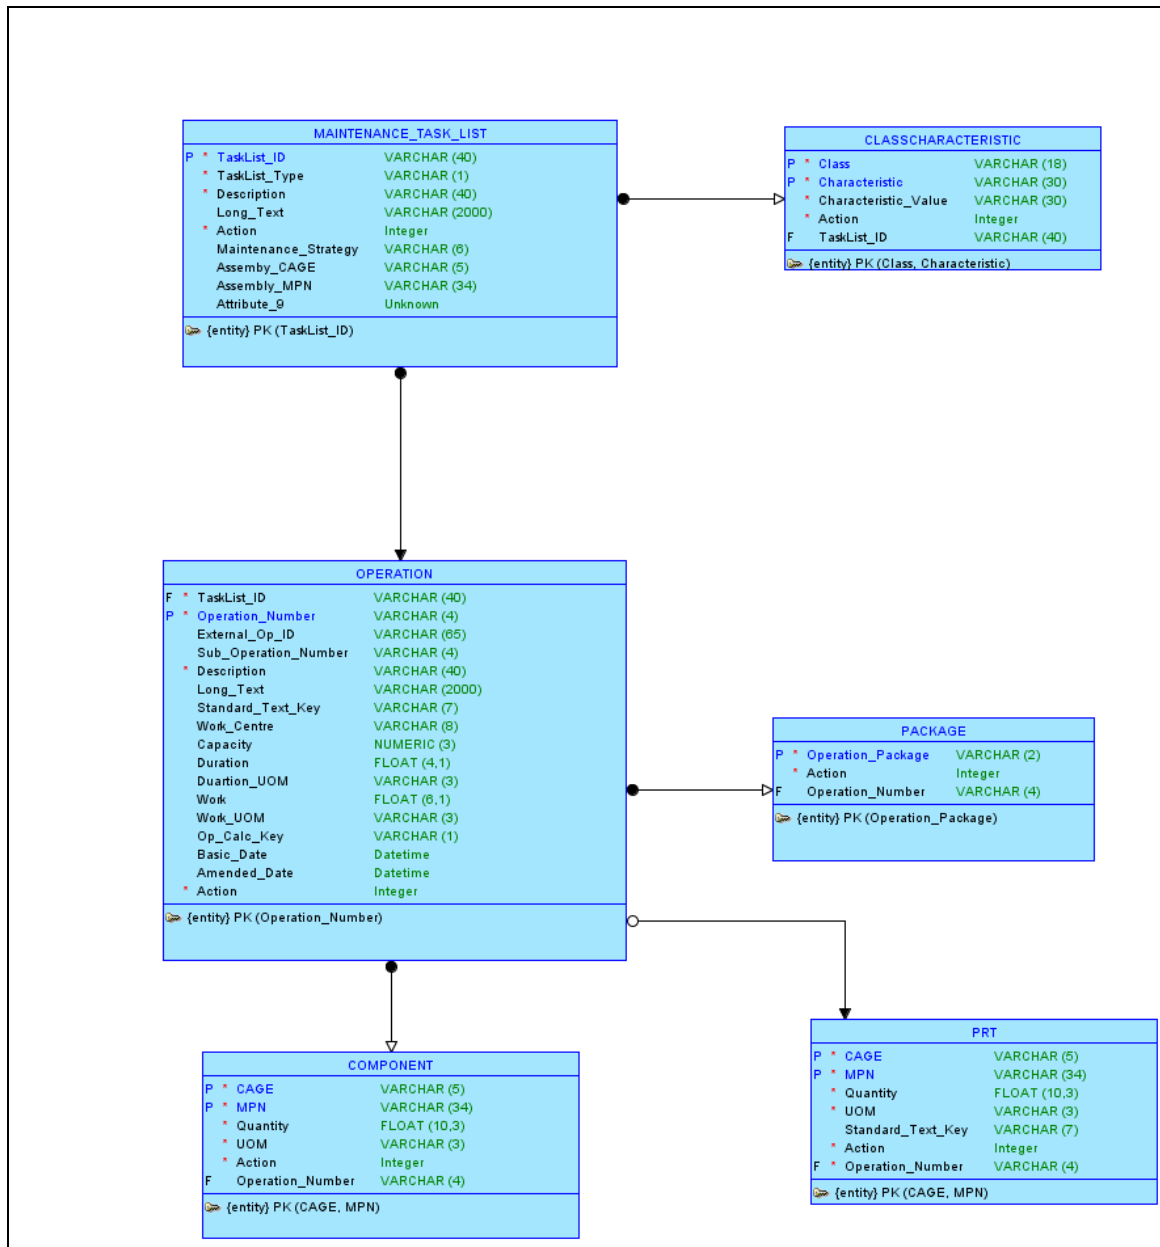 MAINTENANCE_TASK_LIST
P * TaskList_ID VARCHAR (40)
* TaskList_Type VARCHAR (1)
* Description VARCHAR (40)
Long_Text VARCHAR (2000)
* Action Integer
Maintenance_Strategy VARCHAR (6)
Assemby_CAGE VARCHAR (5)
Assembly_MPN VARCHAR (34)
Attribute_9 Unknown
{entity} PK (TaskList_ID)
CLASSCHARACTERISTIC
P * Class VARCHAR (18)
P * Characteristic VARCHAR (30)
* Characteristic_Value VARCHAR (30)
* Action Integer
F TaskList_ID VARCHAR (40)
{entity} PK (Class, Characteristic)
OPERATION
F * TaskList_ID VARCHAR (40)
P * Operation_Number VARCHAR (4)
External_Op_ID VARCHAR (65)
Sub_Operation_Number VARCHAR (4)
* Description VARCHAR (40)
Long_Text VARCHAR (2000)
Standard_Text_Key VARCHAR (7)
Work_Centre VARCHAR (8)
Capacity NUMERIC (3)
Duration FLOAT (4,1)
Duartion_UOM VARCHAR (3)
Work FLOAT (6,1)
Work_UOM VARCHAR (3)
Op_Calc_Key VARCHAR (1)
Basic_Date Datetime
Amended_Date Datetime
* Action Integer
{entity} PK (Operation_Number)
PACKAGE
P * Operation_Package VARCHAR (2)
* Action Integer
F Operation_Number VARCHAR (4)
{entity} PK (Operation_Package)
COMPONENT
P * CAGE VARCHAR (5)
P * MPN VARCHAR (34)
* Quantity FLOAT (10,3)
* UOM VARCHAR (3)
* Action Integer
F Operation_Number VARCHAR (4)
{entity} PK (CAGE, MPN)
PRT
P * CAGE VARCHAR (5)
P * MPN VARCHAR (34)
* Quantity FLOAT (10,3)
* UOM VARCHAR (3)
Standard_Text_Key VARCHAR (7)
* Action Integer
F * Operation_Number VARCHAR (4)
{entity} PK (CAGE, MPN)